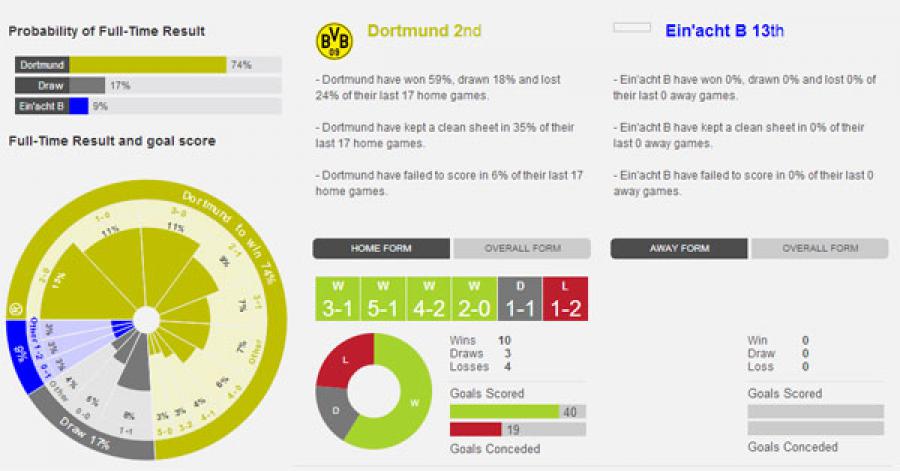 Probability of Full-Time Result
Dortmund 74%
Draw 17%
Ein'acht B 9%
Full-Time Result and goal score
Dortmund to win 74%
2-0
1-0
3-0
2-1
3-1
Other
4-0
4-1
3-2
5-0
11%
11%
9%
7%
7%
6%
4%
3%
3%
Draw 17%
1-1
0-0
Other
8%
6%
4%
9%
Other
1-2
0-1
3%
3%
3%
BVB
09
Dortmund 2nd
- Dortmund have won 59%, drawn 18% and lost
24% of their last 17 home games.
- Dortmund have kept a clean sheet in 35% of their
last 17 home games.
- Dortmund have failed to score in 6% of their last 17
home games.
HOME FORM OVERALL FORM
W W W W D L
3-1 5-1 4-2 2-0 1-1 1-2
L
D
W
Wins 10
Draws 3
Losses 4
Goals Scored
40
19
Goals Conceded
Ein'acht B 13th
- Ein'acht B have won 0%, drawn 0% and lost 0% of
their last 0 away games.
- Ein'acht B have kept a clean sheet in 0% of their
last 0 away games.
- Ein'acht B have failed to score in 0% of their last 0
away games.
AWAY FORM OVERALL FORM
Win 0
Draw 0
Loss 0
Goals Scored
Goals Conceded